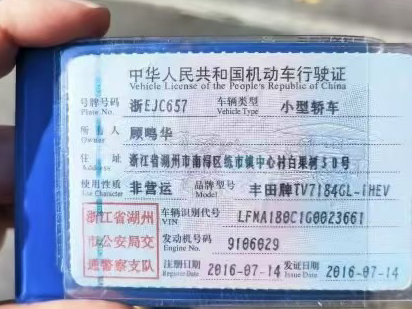 中华人民共和国机动车行驶证
Vehicle License of the People's Republic of China
号牌号码 浙EJC657 车辆类型 小型轿车
Plate No. Vehicle Type
所有人 顾鸣华
Owner
住址 浙江省湖州市南浔区练市镇中心村白果树30号
Address
使用性质 非营运 品牌型号 丰田牌TV7184GL-iHEV
Use Character
浙江省湖州
市公安局交
通警察支队
车辆识别代号 LFMA180C1G0023661
VIN
发动机号码 9106029
Engine No.
注册日期 2016-07-14 发证日期 2016-07-14
Register Date Issue Date